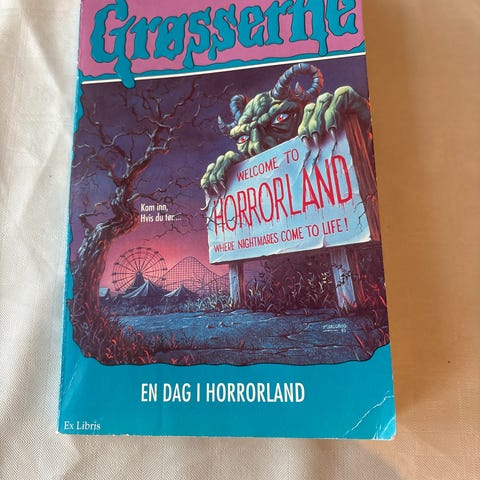 Grøsserne
WELCOME TO
HORRORLAND
WHERE NIGHTMARES COME TO LIFE!
Kom inn,
Hvis du tør....
EN DAG I HORRORLAND
Ex Libris